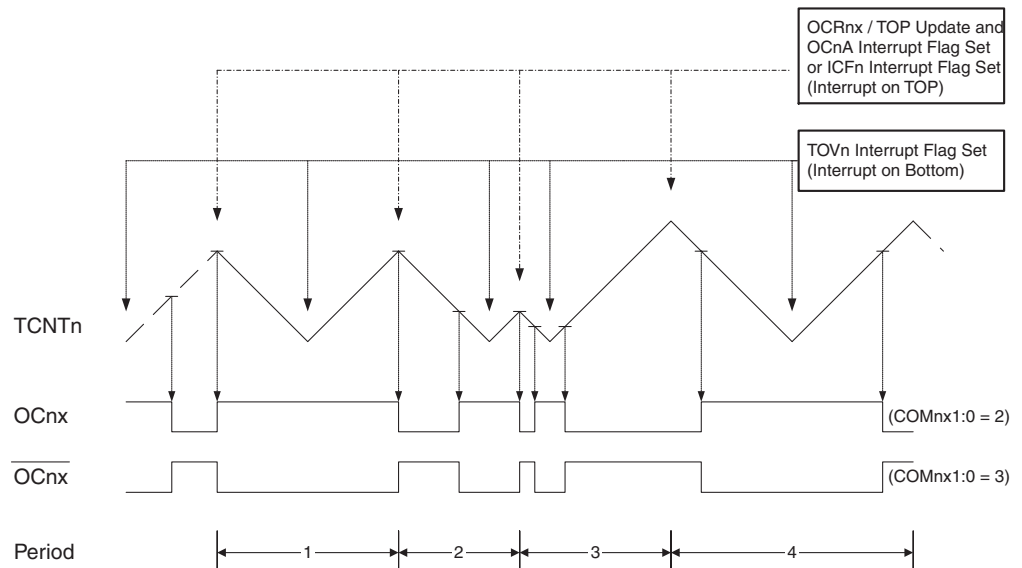 OCRnx / TOP Update and
OCnA Interrupt Flag Set
or ICFn Interrupt Flag Set
(Interrupt on TOP)
TOVn Interrupt Flag Set
(Interrupt on Bottom)
TCNTn
OCnx
(COMnx1:0 = 2)
OCnx
(COMnx1:0 = 3)
Period
1
2
3
4